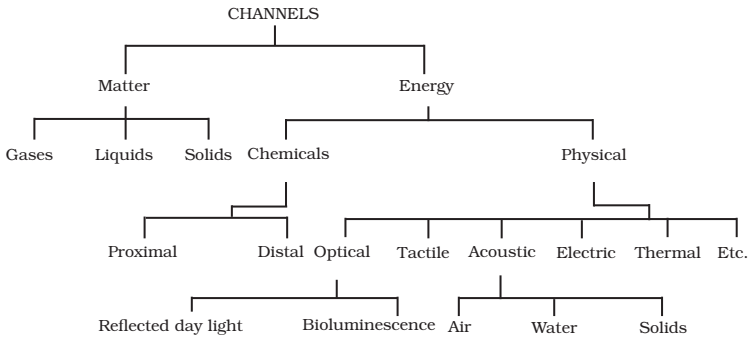 CHANNELS
Matter Energy
Gases Liquids Solids Chemicals Physical
Proximal Distal Optical Tactile Acoustic Electric Thermal Etc.
Reflected day light Bioluminescence Air Water Solids